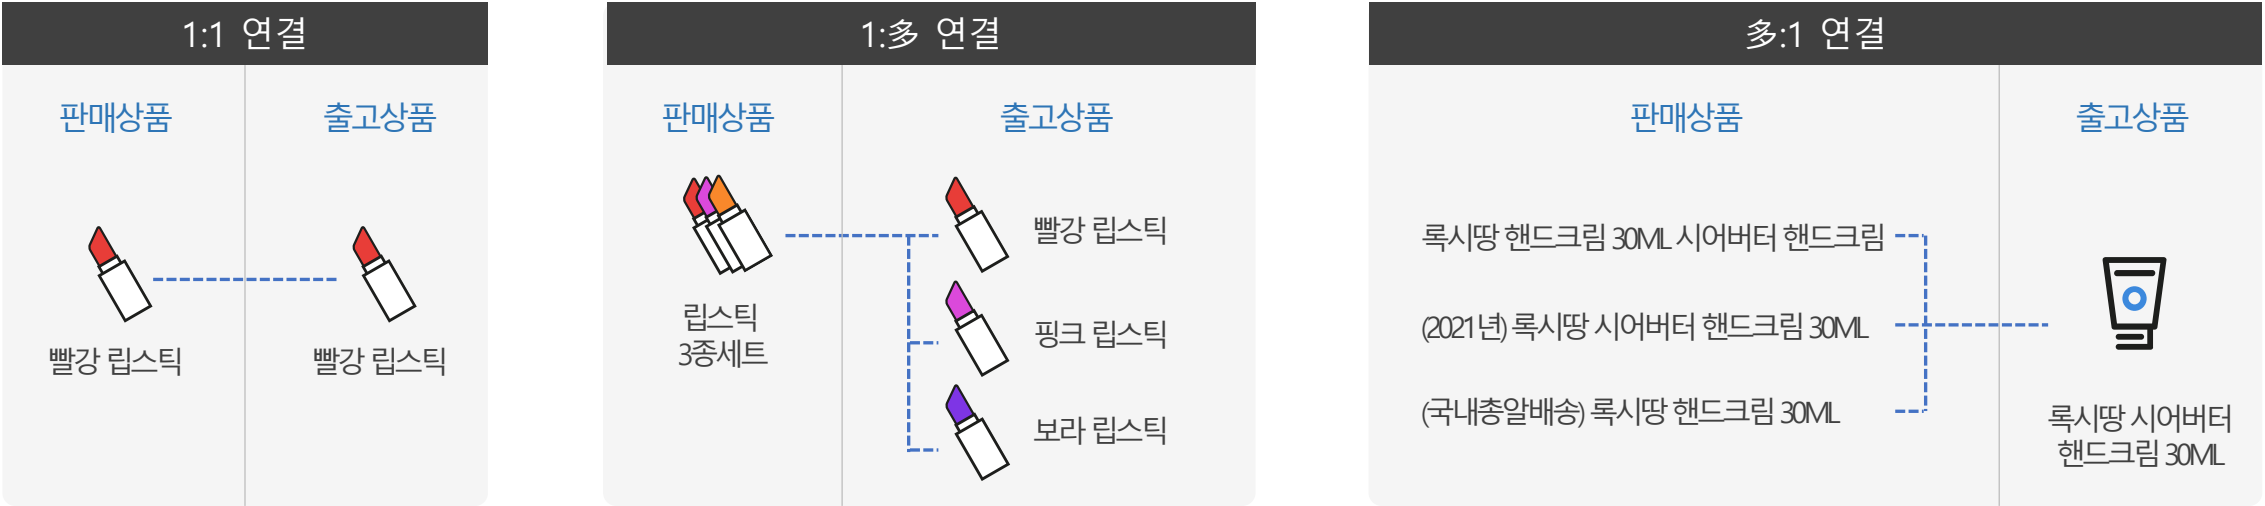 1:1 연결
판매상품
출고상품
빨강 립스틱
빨강 립스틱
1:多 연결
판매상품
출고상품
립스틱
3종세트
빨강 립스틱
핑크 립스틱
보라 립스틱
多:1 연결
판매상품
출고상품
록시땅 핸드크림 30ML 시어버터 핸드크림
(2021년) 록시땅 시어버터 핸드크림 30ML
(국내총알배송) 록시땅 핸드크림 30ML
록시땅 시어버터
핸드크림 30ML